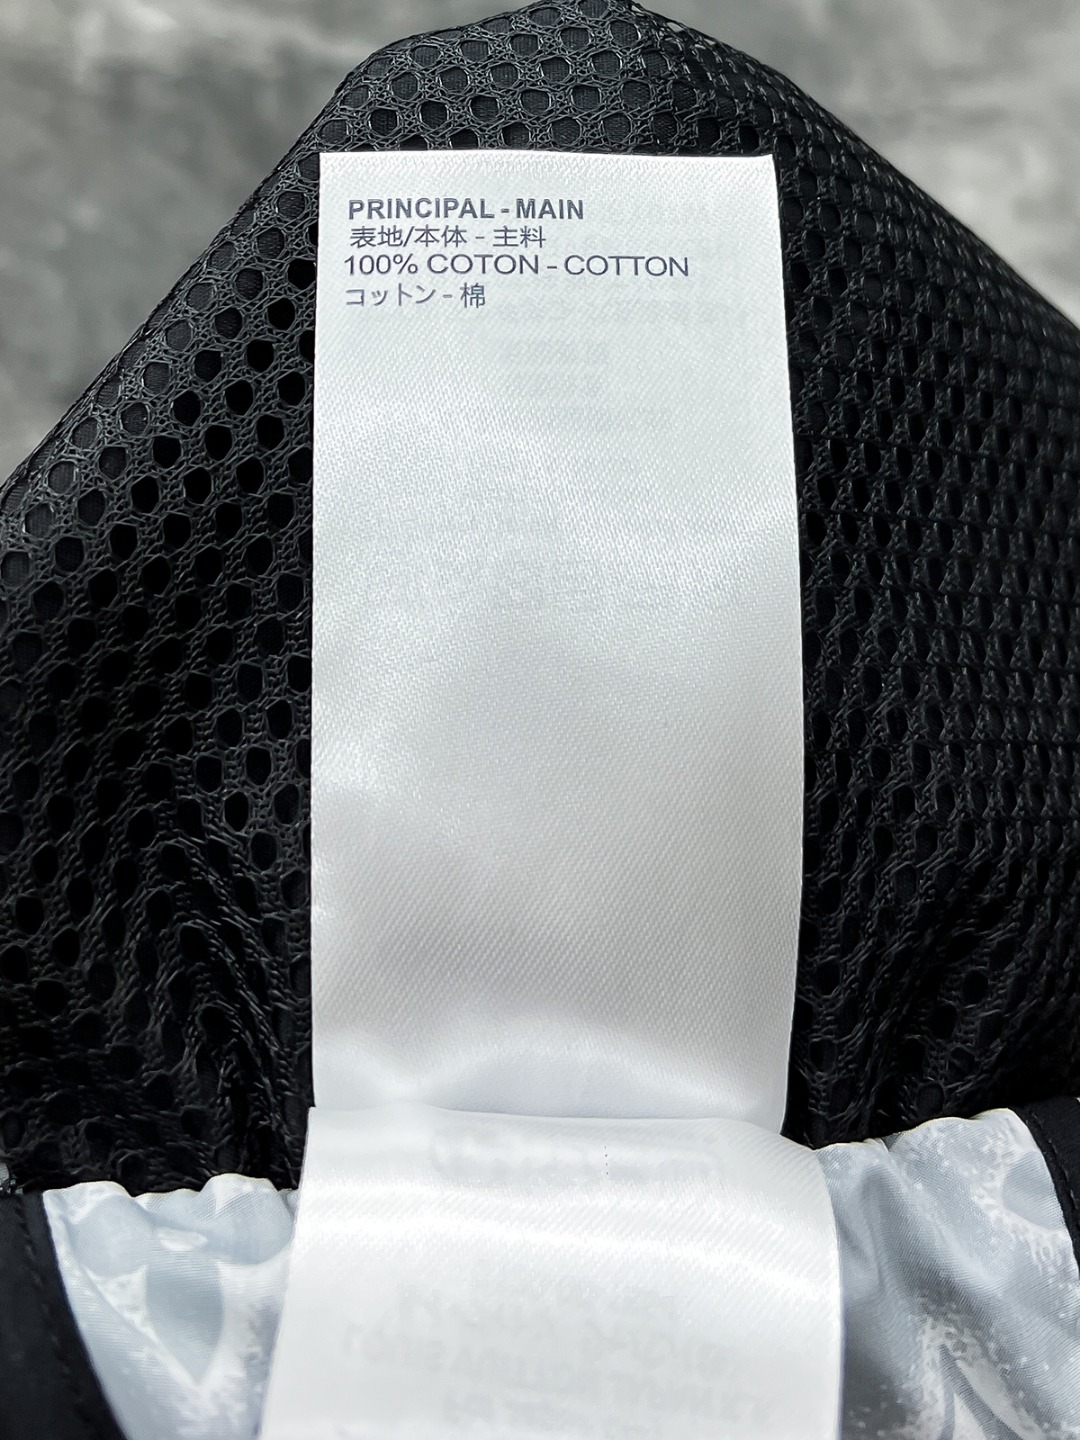 PRINCIPAL - MAIN
表地/本体 - 主料
100% COTON - COTTON
コットン - 棉